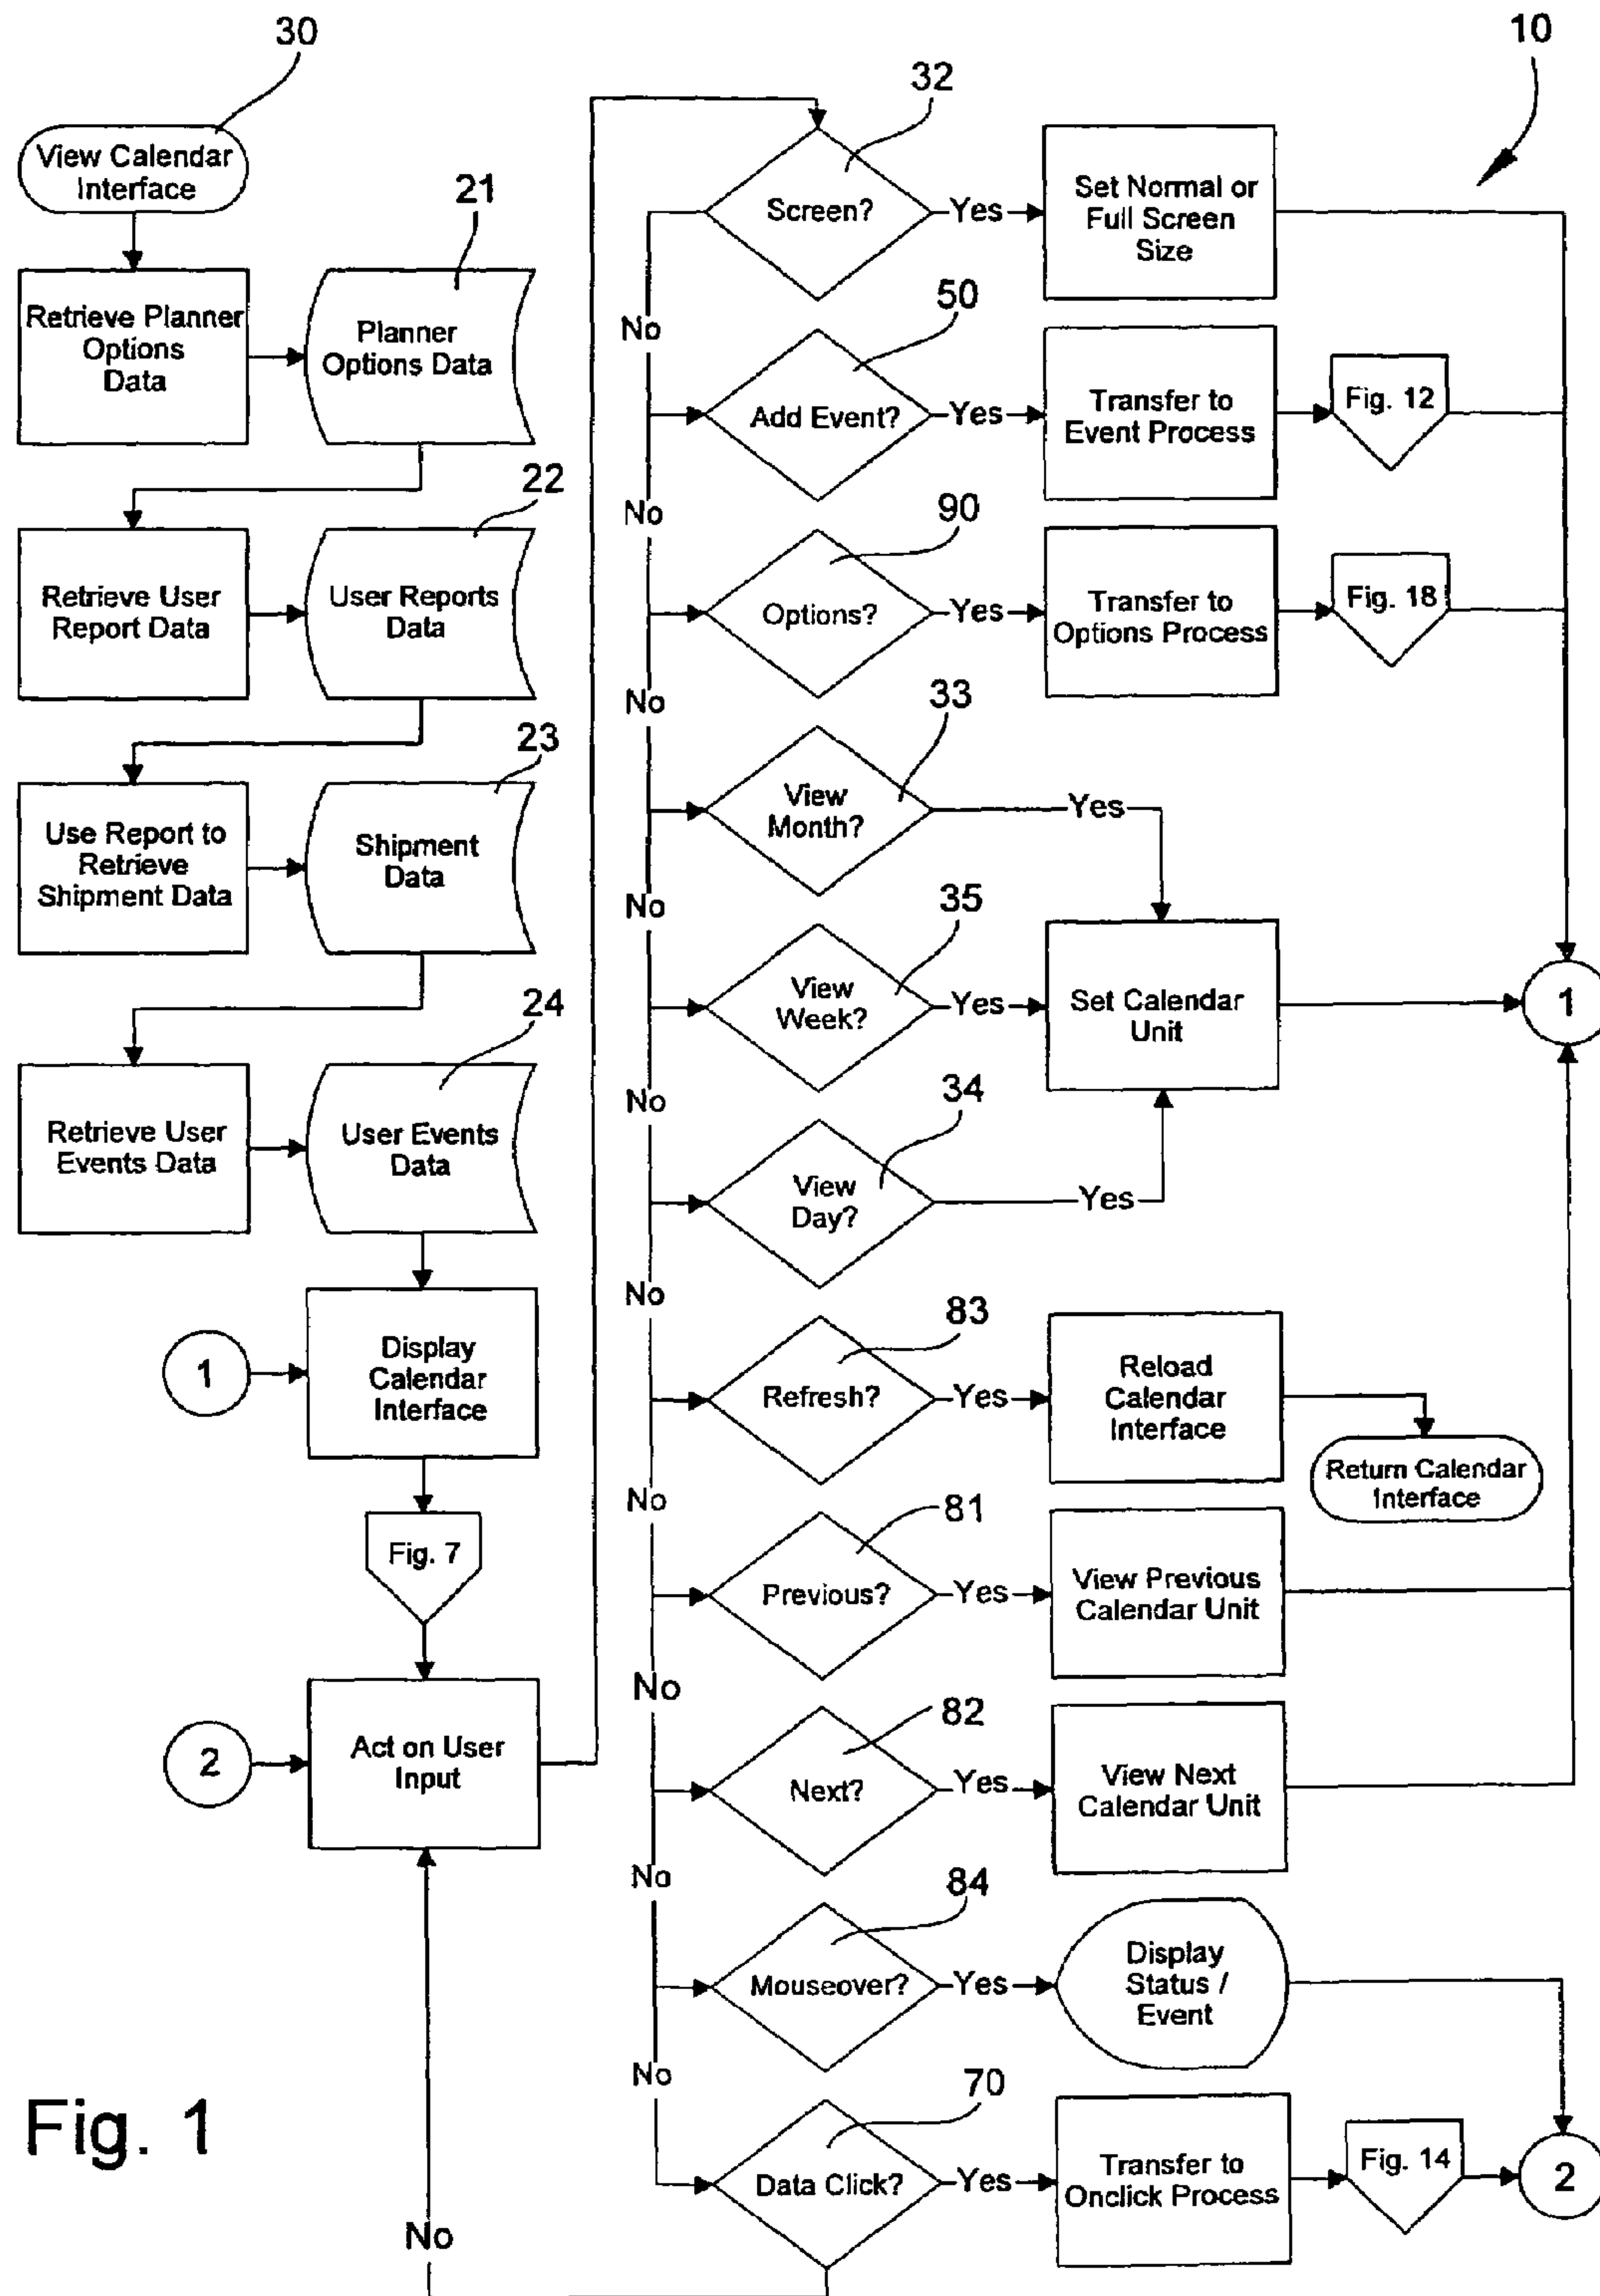 30
View Calendar
Interface
Retrieve Planner
Options
Data
21
Planner
Options Data
22
Retrieve User
Report Data
User Reports
Data
23
Use Report to
Retrieve
Shipment Data
Shipment
Data
24
Retrieve User
Events Data
User Events
Data
1
Display
Calendar
Interface
Fig. 7
2
Act on User
Input
No
Fig. 1
10
32
Screen?
Yes
Set Normal or
Full Screen
Size
No
50
Add Event?
Yes
Transfer to
Event Process
Fig. 12
No
90
Options?
Yes
Transfer to
Options Process
Fig. 18
No
33
View
Month?
Yes
No
35
View
Week?
Yes
Set Calendar
Unit
1
No
34
View
Day?
Yes
No
83
Refresh?
Yes
Reload
Calendar
Interface
Return Calendar
Interface
No
81
Previous?
Yes
View Previous
Calendar Unit
No
82
Next?
Yes
View Next
Calendar Unit
No
84
Mouseover?
Yes
Display
Status /
Event
No
70
Data Click?
Yes
Transfer to
Onclick Process
Fig. 14
2